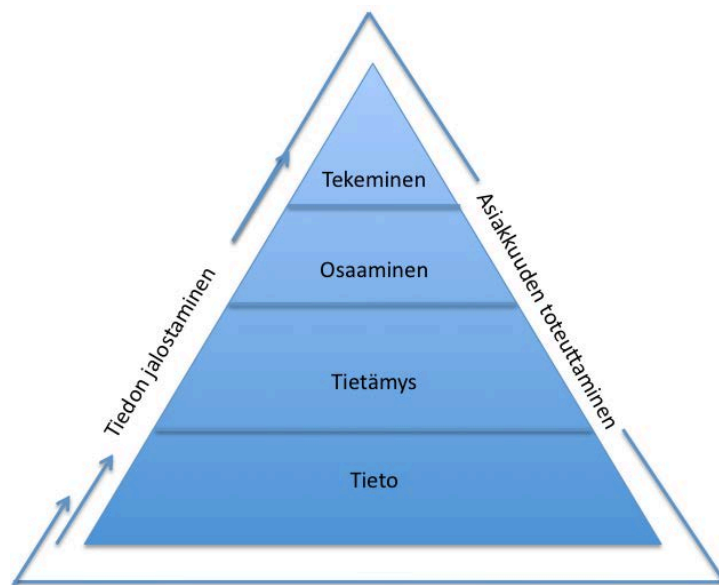 Tekeminen
Osaaminen
Tietämys
Tieto
Tiedon jalostaminen
Asiakkuuden toteuttaminen